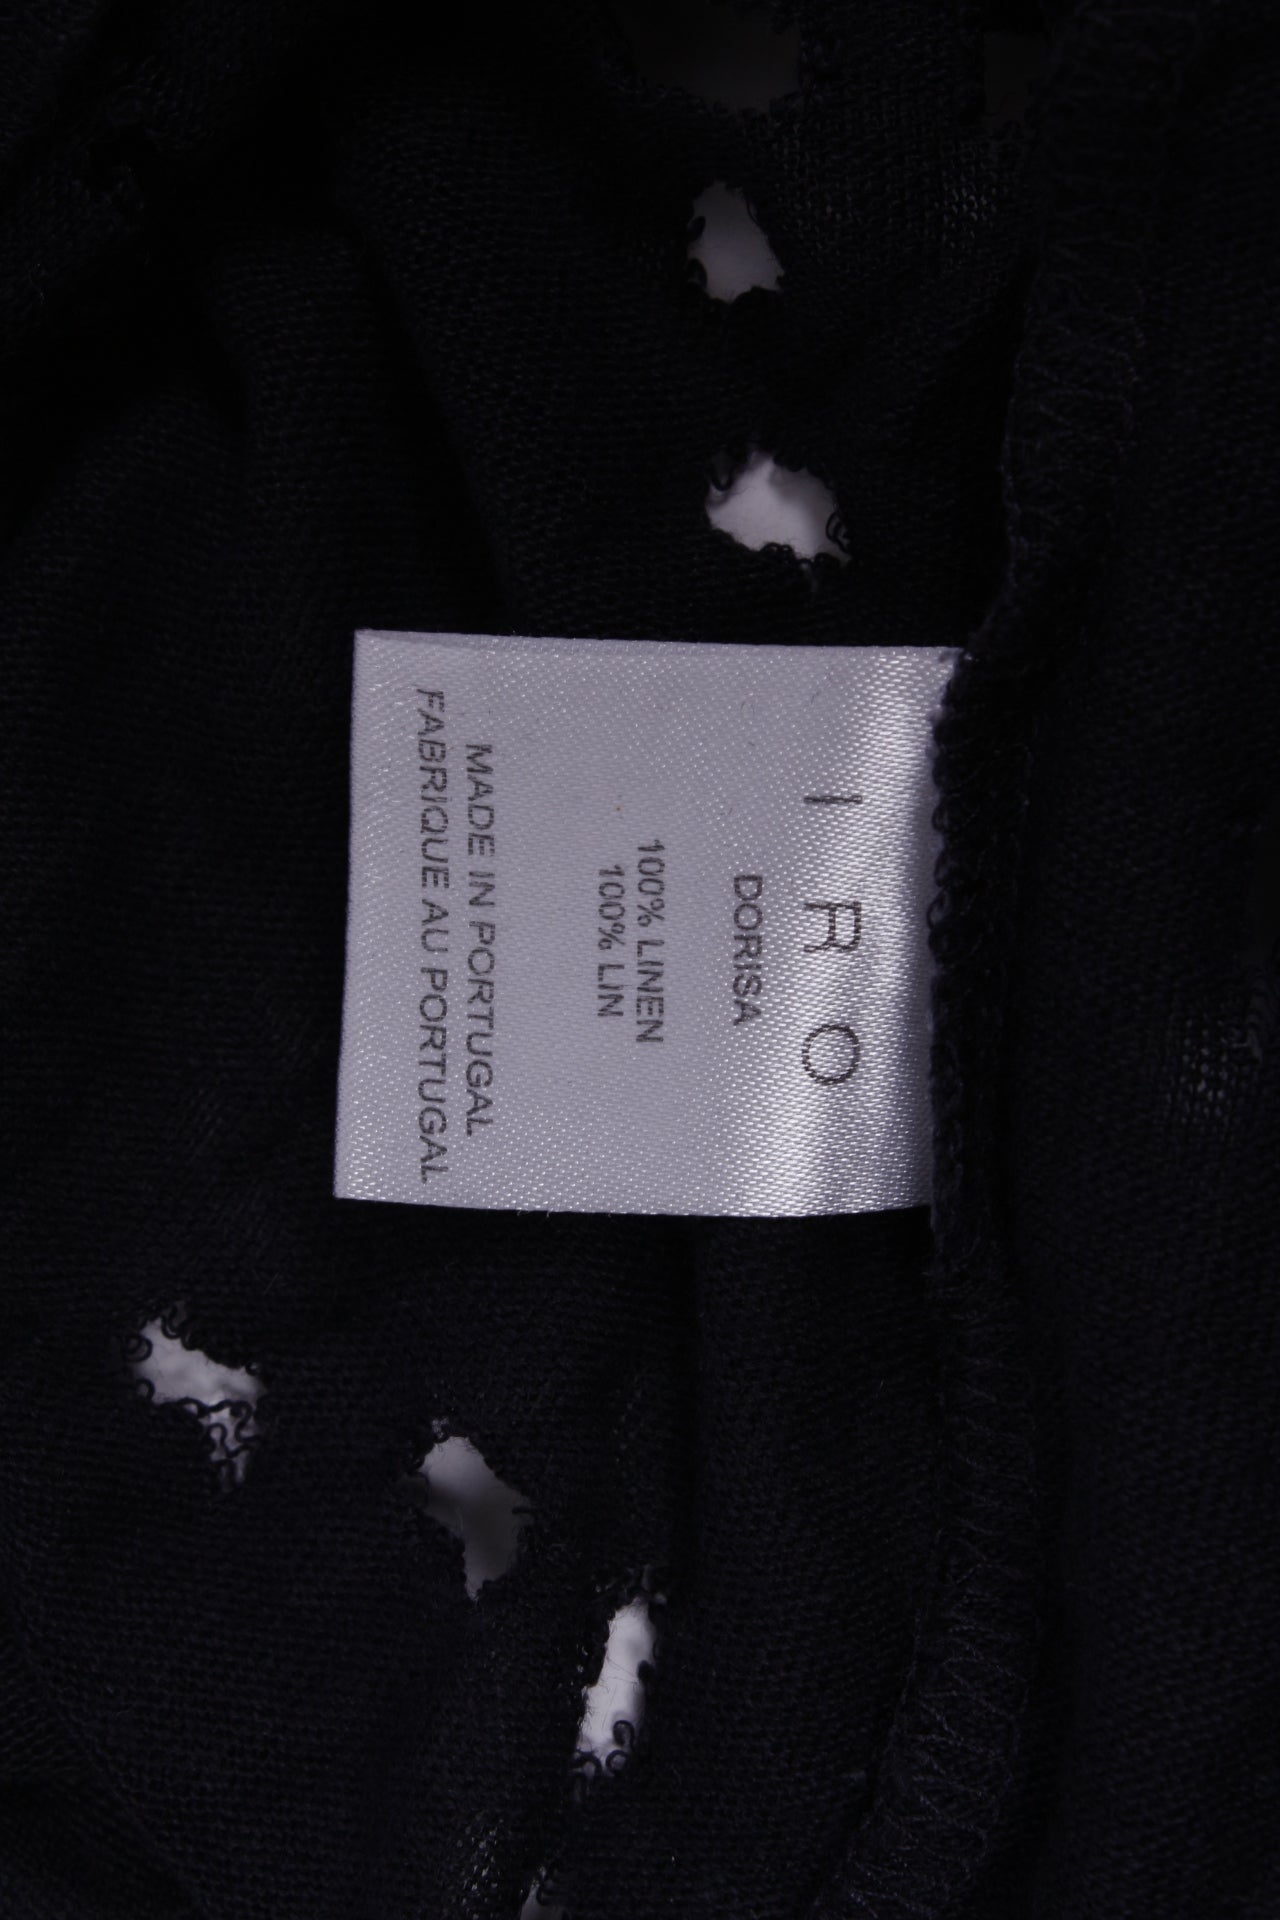 IRO
DORISA
100% LINEN
100% LIN
MADE IN PORTUGAL
FABRIQUE AU PORTUGAL